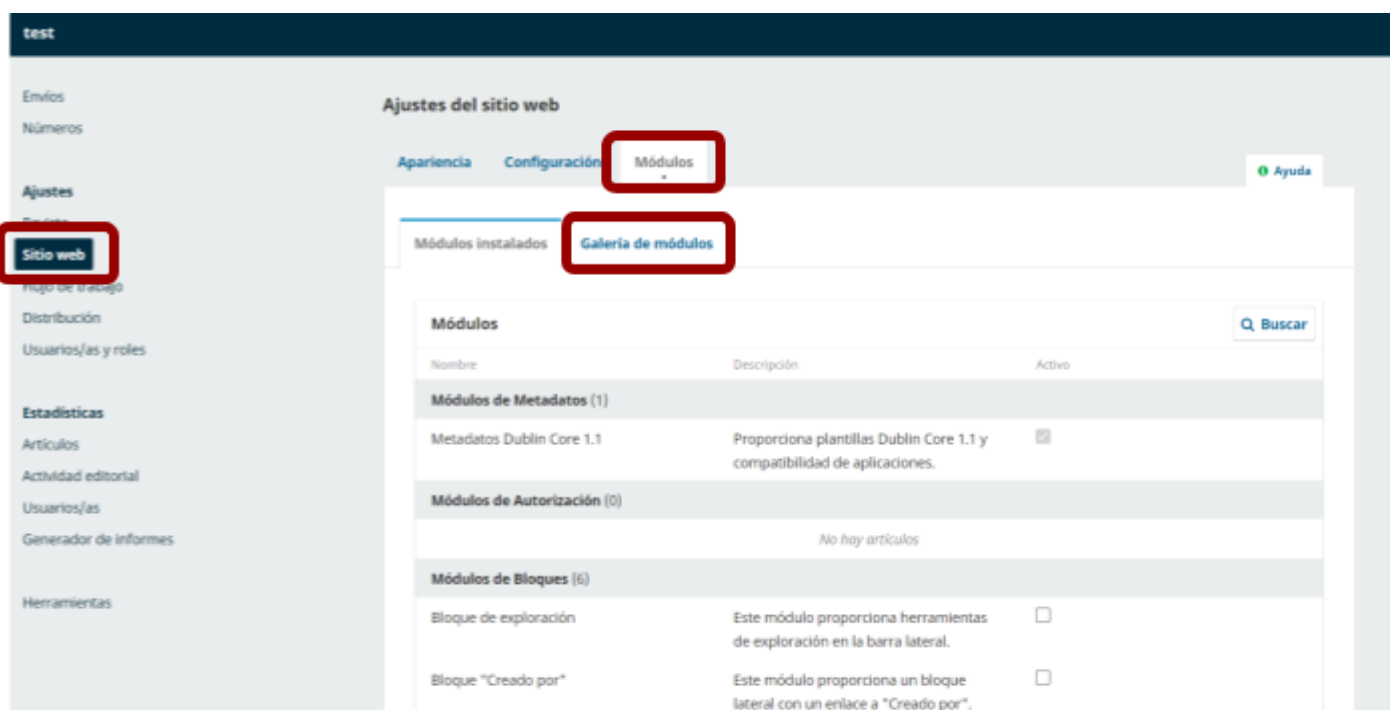 test
Envíos
Números
Ajustes
Sitio web
Flujo de trabajo
Distribución
Usuarios/as y roles
Estadísticas
Artículos
Actividad editorial
Usuarios/as
Generador de informes
Herramientas
Ajustes del sitio web
Apariencia Configuración Módulos
Ayuda
Módulos instalados Galería de módulos
Módulos Buscar
Nombre Descripción Activo
Módulos de Metadatos (1)
Metadatos Dublin Core 1.1 Proporciona plantillas Dublin Core 1.1 y
compatibilidad de aplicaciones.
Módulos de Autorización (0)
No hay artículos
Módulos de Bloques (6)
Bloque de exploración Este módulo proporciona herramientas
de exploración en la barra lateral.
Bloque "Creado por" Este módulo proporciona un bloque
lateral con un enlace a "Creado por".